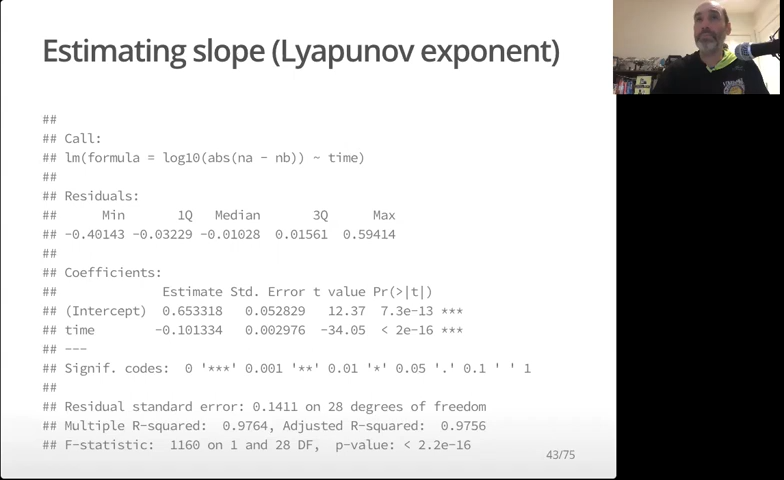 Estimating slope (Lyapunov exponent)
##
## Call:
## lm(formula = log10(abs(na - nb)) ~ time)
##
## Residuals:
##      Min       1Q   Median       3Q      Max
## -0.40143 -0.03229 -0.01028  0.01561  0.59414
##
## Coefficients:
##              Estimate Std. Error t value Pr(>|t|)
## (Intercept)  0.653318   0.052829   12.37  7.3e-13 ***
## time        -0.101334   0.002976  -34.05  < 2e-16 ***
## ---
## Signif. codes:  0 '***' 0.001 '**' 0.01 '*' 0.05 '.' 0.1 ' ' 1
##
## Residual standard error: 0.1411 on 28 degrees of freedom
## Multiple R-squared:  0.9764, Adjusted R-squared:  0.9756
## F-statistic:  1160 on 1 and 28 DF,  p-value: < 2.2e-16
43/75